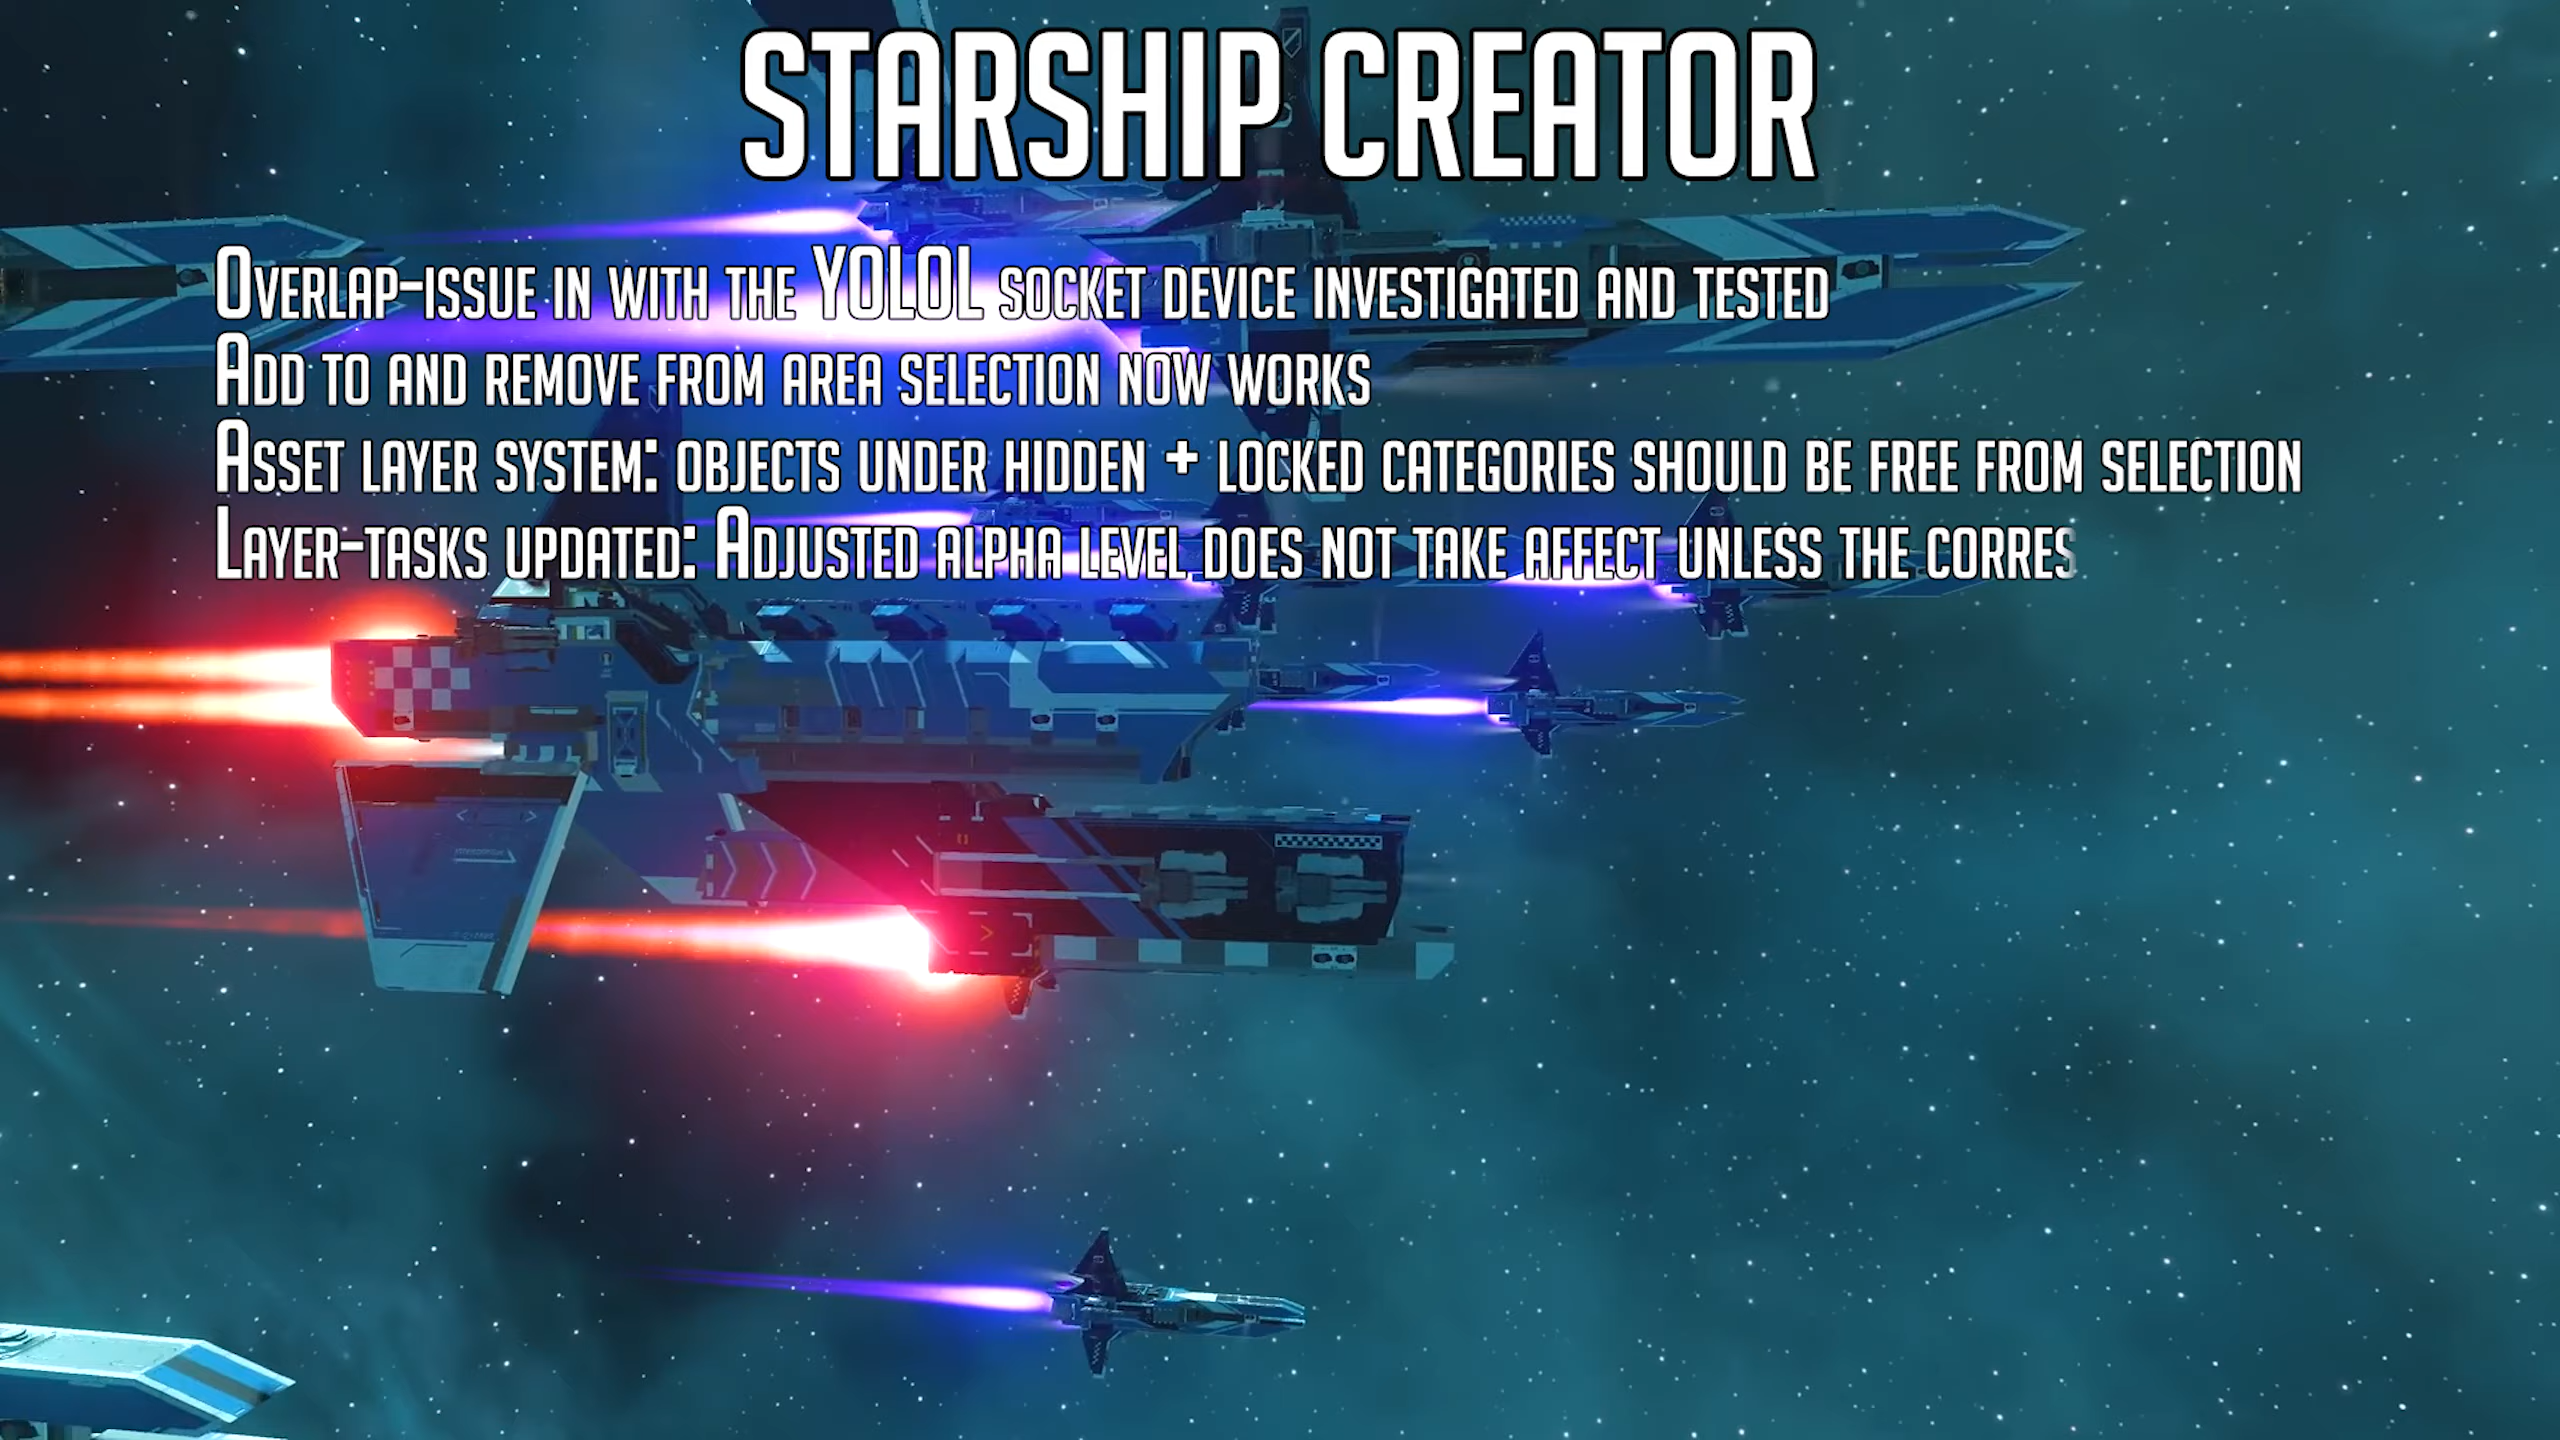 STARSHIP CREATOR
Overlap-issue in with the YOLOL socket device investigated and tested
Add to and remove from area selection now works
Asset layer system: objects under hidden + locked categories should be free from selection
Layer-tasks updated: Adjusted alpha level does not take affect unless the corres